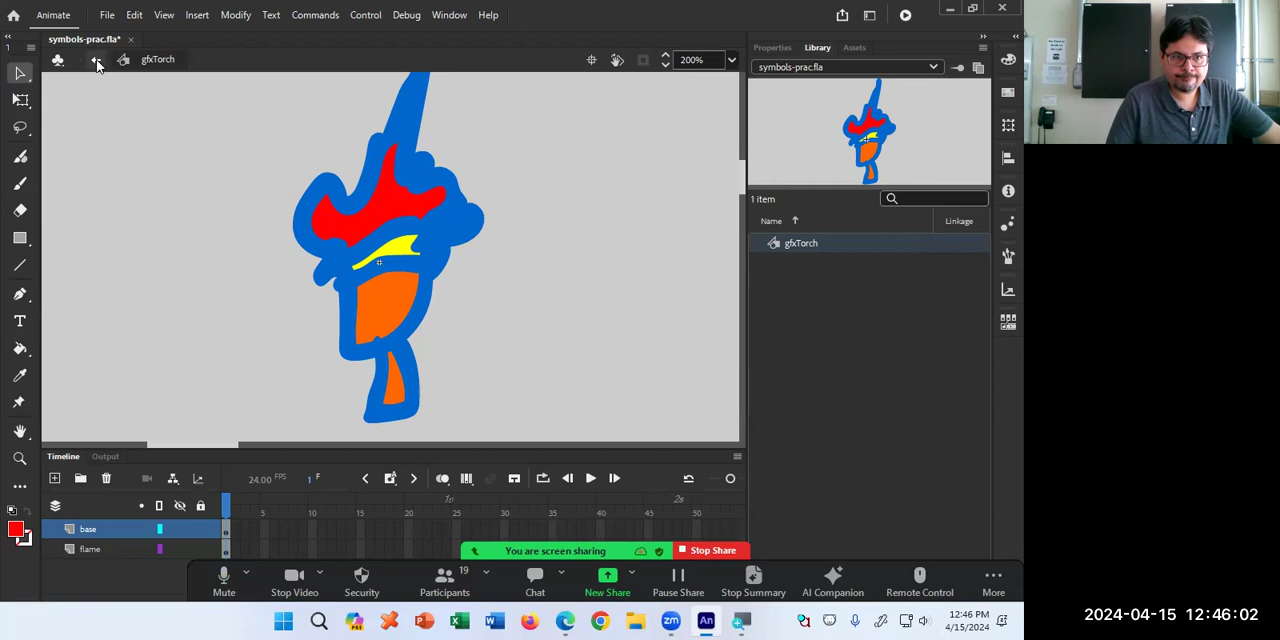 Animate
File
Edit
View
Insert
Modify
Text
Commands
Control
Debug
Window
Help
symbols-prac.fla*
gfxTorch
200%
Properties
Library
Assets
symbols-prac.fla
1 item
Name
Linkage
gfxTorch
Timeline
Output
24.00 FPS
1 F
1s
2s
5
10
15
20
25
30
35
40
45
50
base
flame
You are screen sharing
Stop Share
19
Mute
Stop Video
Security
Participants
Chat
New Share
Pause Share
Stop Summary
AI Companion
Remote Control
More
12:46 PM
4/15/2024
2024-04-15 12:46:02